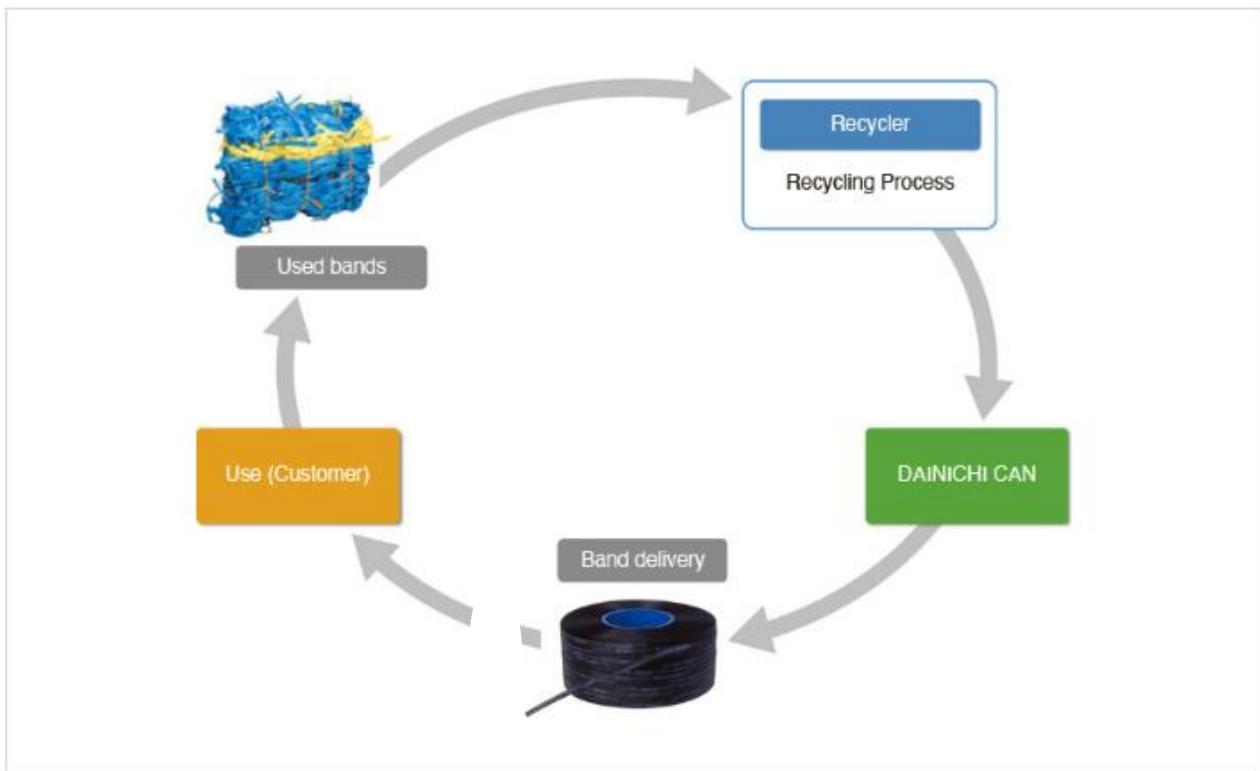 Recycler
Recycling Process
Used bands
Use (Customer)
DAINICHI CAN
Band delivery